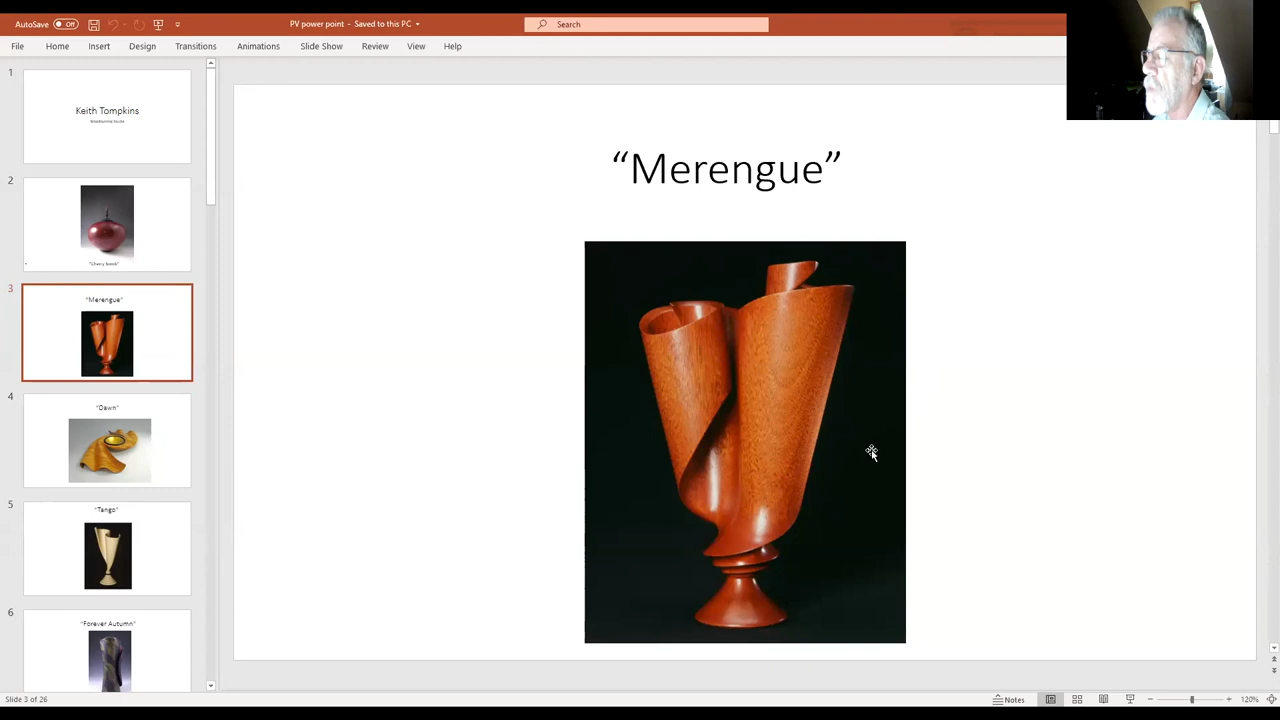 AutoSave
Off
PV power point - Saved to this PC
Search
File
Home
Insert
Design
Transitions
Animations
Slide Show
Review
View
Help
1
Keith Tompkins
2
3
"Merengue"
4
"Dawn"
5
"Tango"
6
"Forever Autumn"
“Merengue”
Slide 3 of 26
Notes
120%